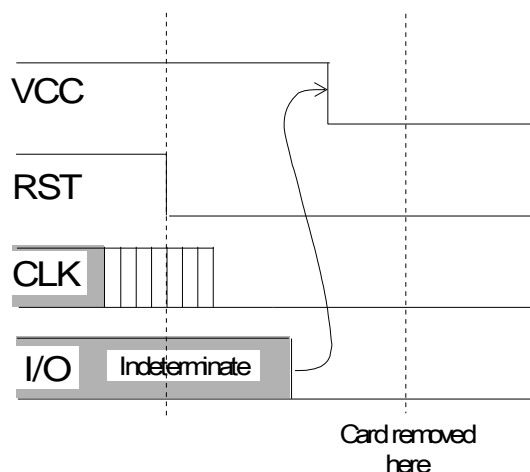 VCC
RST
CLK
I/O
Indeterminate
Card removed
here